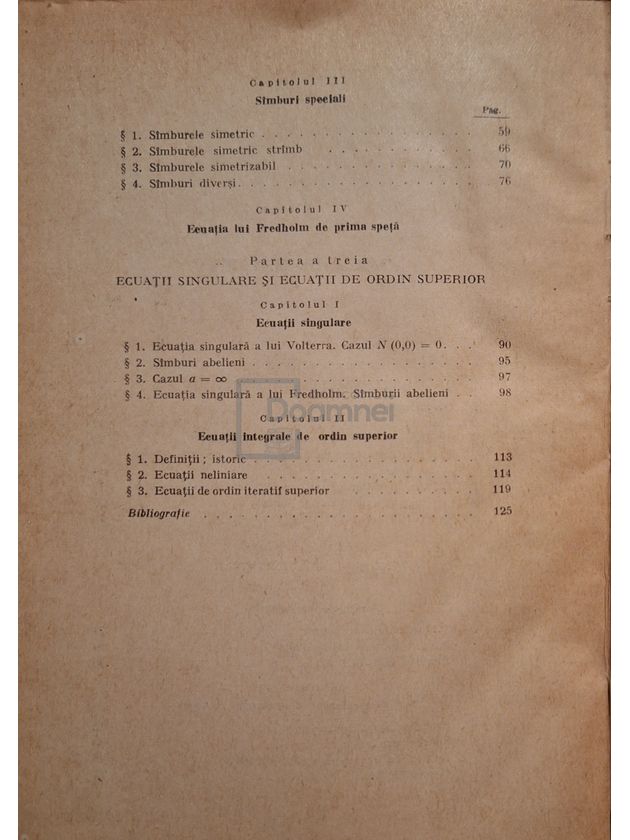 Capitolul III
Sîmburi speciali
Pag.
§ 1. Sîmburele simetric . . . . . . . . . . . . . . 59
§ 2. Sîmburele simetric strîmb . . . . . . . . . . 66
§ 3. Sîmburele simetrizabil . . . . . . . . . . . . . 70
§ 4. Sîmburi diverşi. . . . . . . . . . . . . . . . 76
Capitolul IV
Ecuaţia lui Fredholm de prima speţă
Partea a treia
ECUAŢII SINGULARE ŞI ECUAŢII DE ORDIN SUPERIOR
Capitolul I
Ecuaţii singulare
§ 1. Ecuaţia singulară a lui Volterra. Cazul N (0,0) = 0. . . 90
§ 2. Sîmburi abelieni . . . . . . . . . . . . . . . 95
§ 3. Cazul a = ∞ . . . . . . . . . . . . . . . . 97
§ 4. Ecuaţia singulară a lui Fredholm. Sîmburii abelieni . . 98
Doamnei
Capitolul II
Ecuaţii integrale de ordin superior
§ 1. Definiţii ; istoric . . . . . . . . . . . . . . . 113
§ 2. Ecuaţii neliniare . . . . . . . . . . . . . . . 114
§ 3. Ecuaţii de ordin iteratif superior . . . . . . . . 119
Bibliografie . . . . . . . . . . . . . . . . . . 125